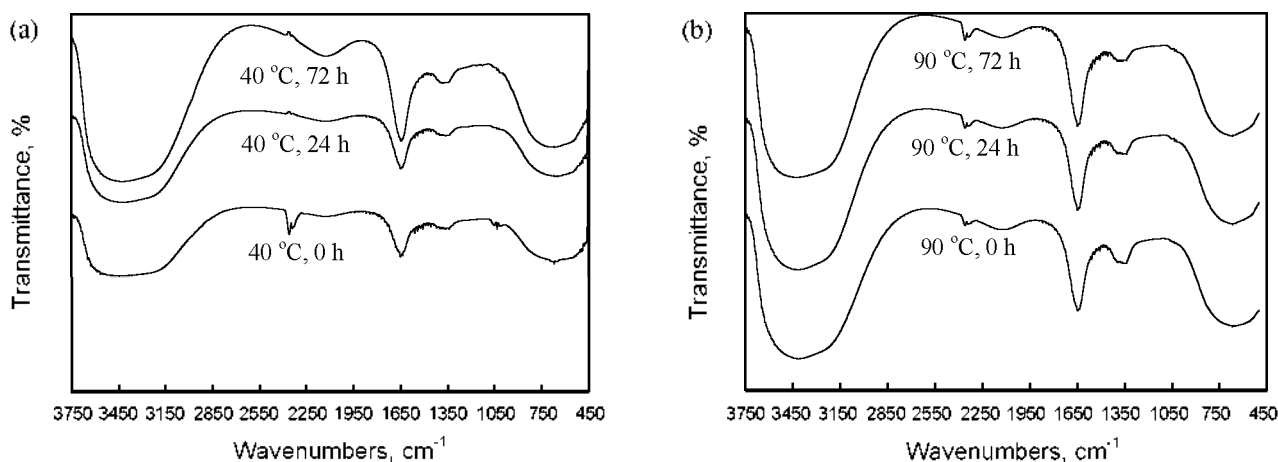 (a)
Transmittance, %
40 °C, 72 h
40 °C, 24 h
40 °C, 0 h
3750 3450 3150 2850 2550 2250 1950 1650 1350 1050 750 450
Wavenumbers, cm-1
(b)
Transmittance, %
90 °C, 72 h
90 °C, 24 h
90 °C, 0 h
3750 3450 3150 2850 2550 2250 1950 1650 1350 1050 750 450
Wavenumbers, cm-1